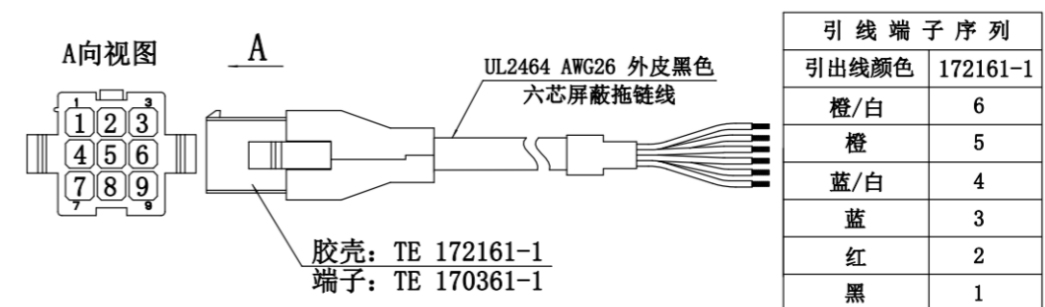 A向视图
A
1 3
1 2 3
4 5 6
7 8 9
7 9
UL2464 AWG26 外皮黑色
六芯屏蔽拖链线
胶壳: TE 172161-1
端子: TE 170361-1
引线端子序列
引出线颜色 172161-1
橙/白 6
橙 5
蓝/白 4
蓝 3
红 2
黑 1